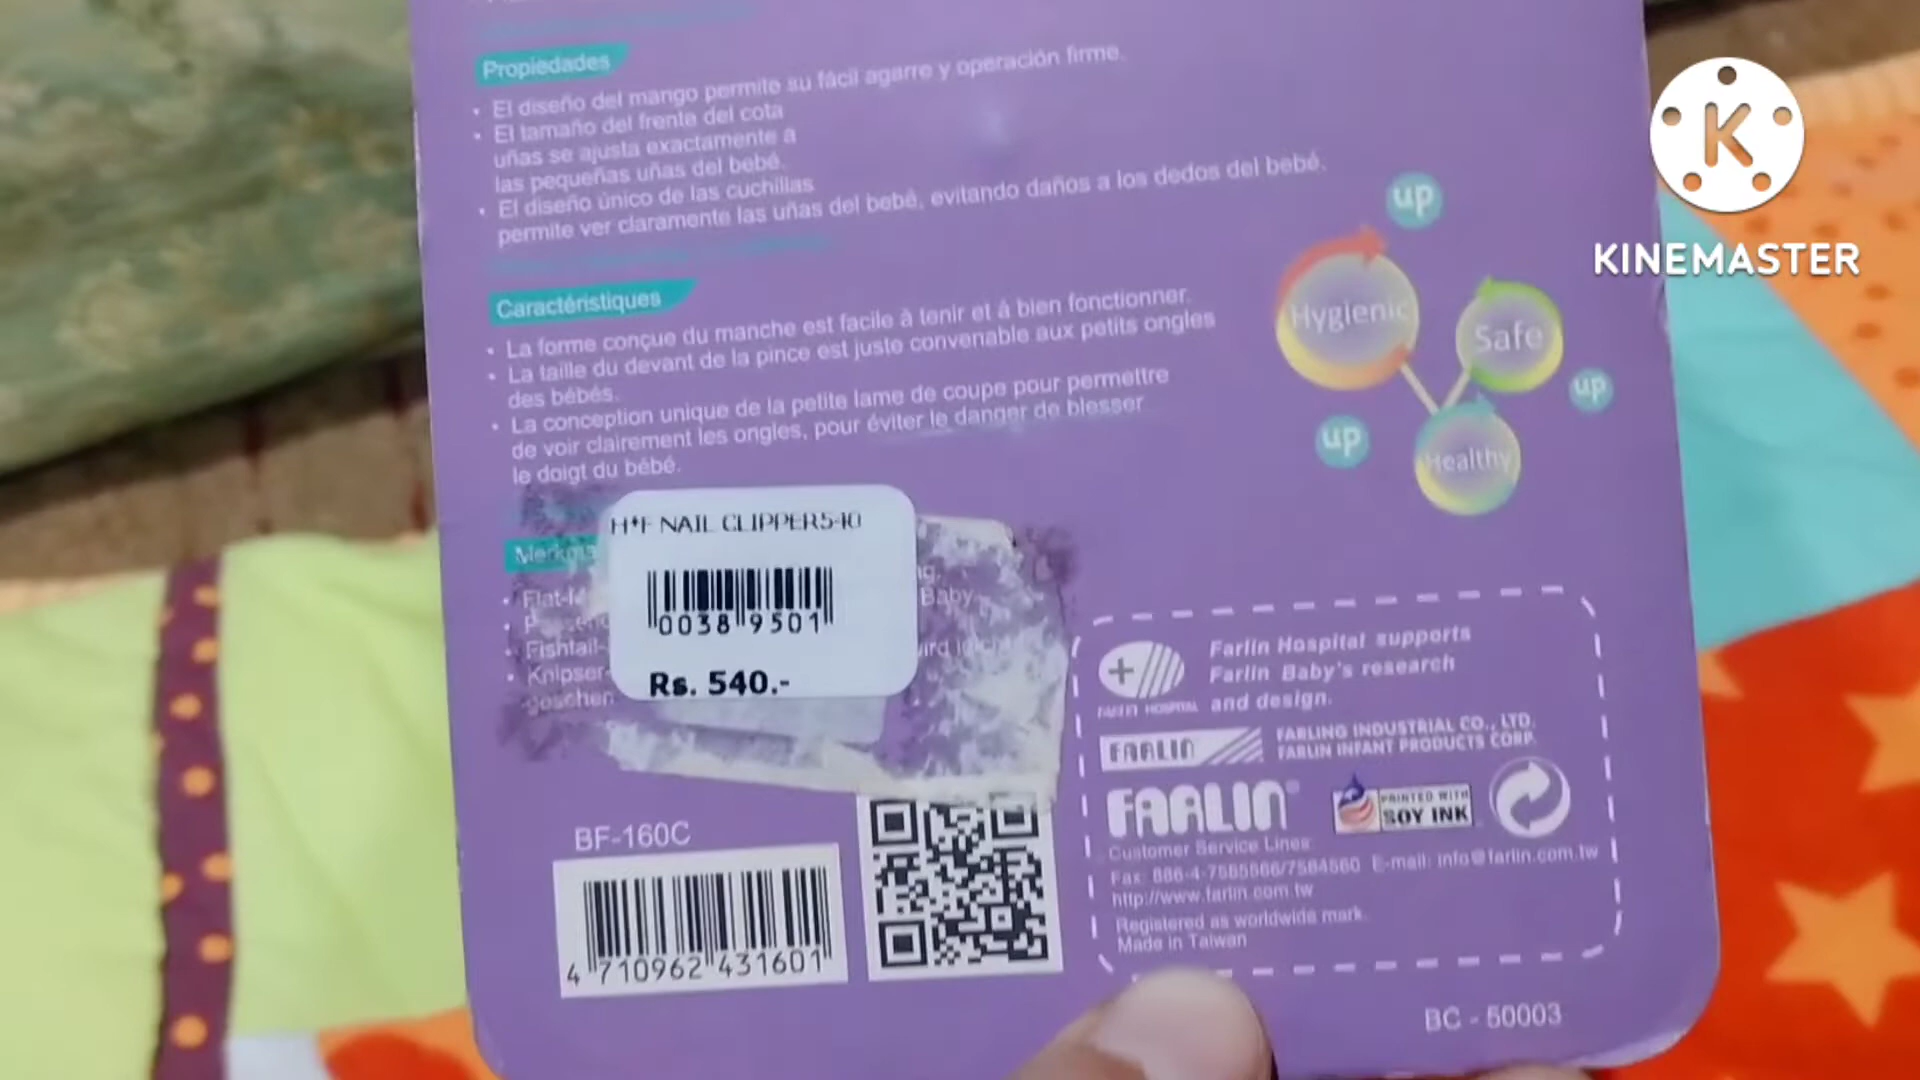 Propiedades
• El diseño del mango permite su fácil agarre y operación firme.
• El tamaño del frente del cota
uñas se ajusta exactamente a
las pequeñas uñas del bebé.
• El diseño único de las cuchillas
permite ver claramente las uñas del bebé, evitando daños a los dedos del bebé.
Caractéristiques
• La forme conçue du manche est facile à tenir et á bien fonctionner.
• La taille du devant de la pince est juste convenable aux petits ongles
des bébés.
• La conception unique de la petite lame de coupe pour permettre
de voir clairement les ongles, pour éviter le danger de blesser
le doigt du bébé.
up
Hygienic
Safe
up
up
Healthy
K
KINEMASTER
H*F NAIL CLIPPER540
0038 9501
Rs. 540.-
• Flat-
Baby
• Fishtail-
• Knipser-
goschen
BF-160C
4 710962 431601
Farlin Hospital supports
Farlin Baby's research
and design.
FARLIN HOSPITAL
FARLIN
FARLING INDUSTRIAL CO., LTD.
FARLIN INFANT PRODUCTS CORP.
FARLIN®
PRINTED WITH
SOY INK
Customer Service Lines:
Fax: 886-4-7585566/7584560 E-mail: info@farlin.com.tw
http://www.farlin.com.tw
Registered as worldwide mark.
Made in Taiwan
BC - 50003